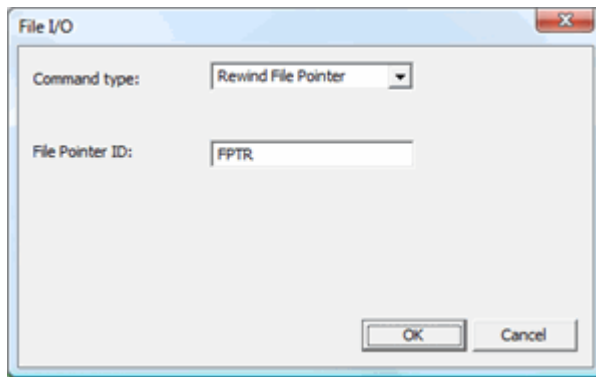 File I/O
Command type: Rewind File Pointer
File Pointer ID: FPTR
OK Cancel